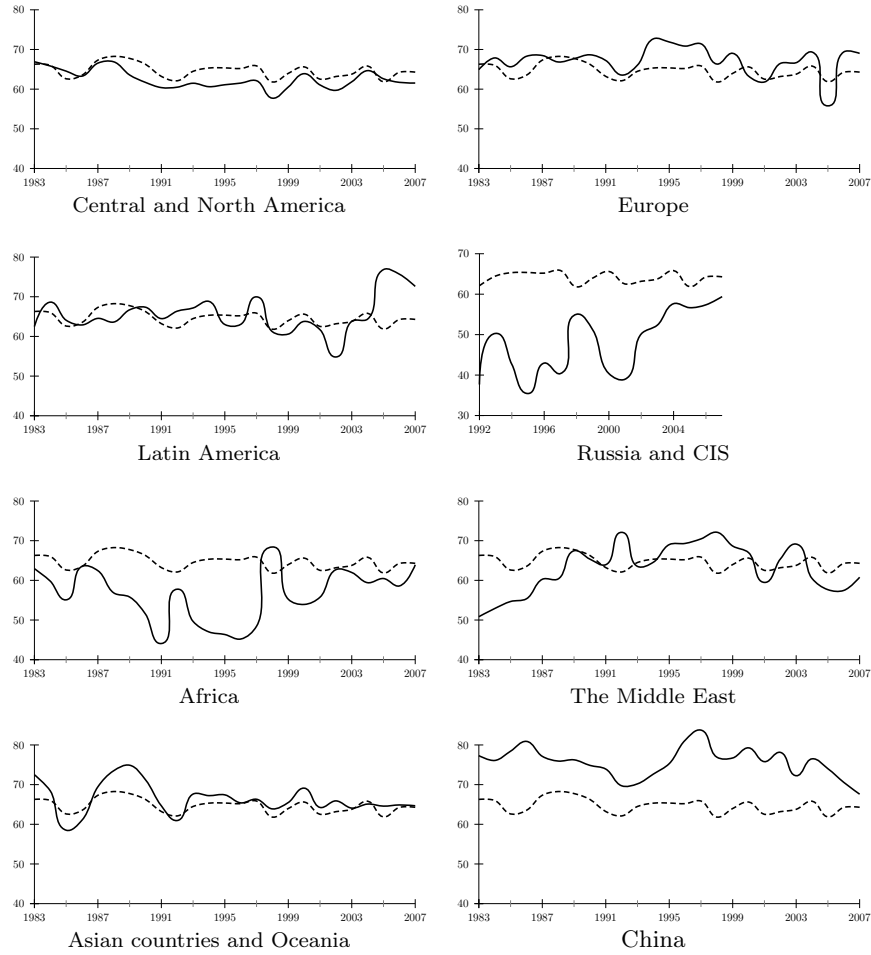 80 80
70 70
60 60
50 50
40 40
1983 1987 1991 1995 1999 2003 2007 1983 1987 1991 1995 1999 2003 2007
Central and North America Europe
80 70
70 60
60 50
50 40
40 30
1983 1987 1991 1995 1999 2003 2007 1992 1996 2000 2004
Latin America Russia and CIS
80 80
70 70
60 60
50 50
40 40
1983 1987 1991 1995 1999 2003 2007 1983 1987 1991 1995 1999 2003 2007
Africa The Middle East
80 80
70 70
60 60
50 50
40 40
1983 1987 1991 1995 1999 2003 2007 1983 1987 1991 1995 1999 2003 2007
Asian countries and Oceania China